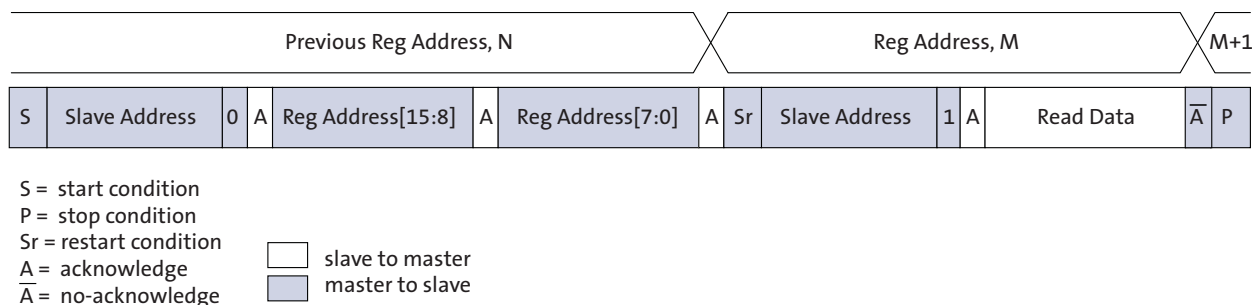 Previous Reg Address, N Reg Address, M M+1
S Slave Address 0 A Reg Address[15:8] A Reg Address[7:0] A Sr Slave Address 1 A Read Data A̅ P
S = start condition
P = stop condition
Sr = restart condition
A = acknowledge
A̅ = no-acknowledge
slave to master
master to slave